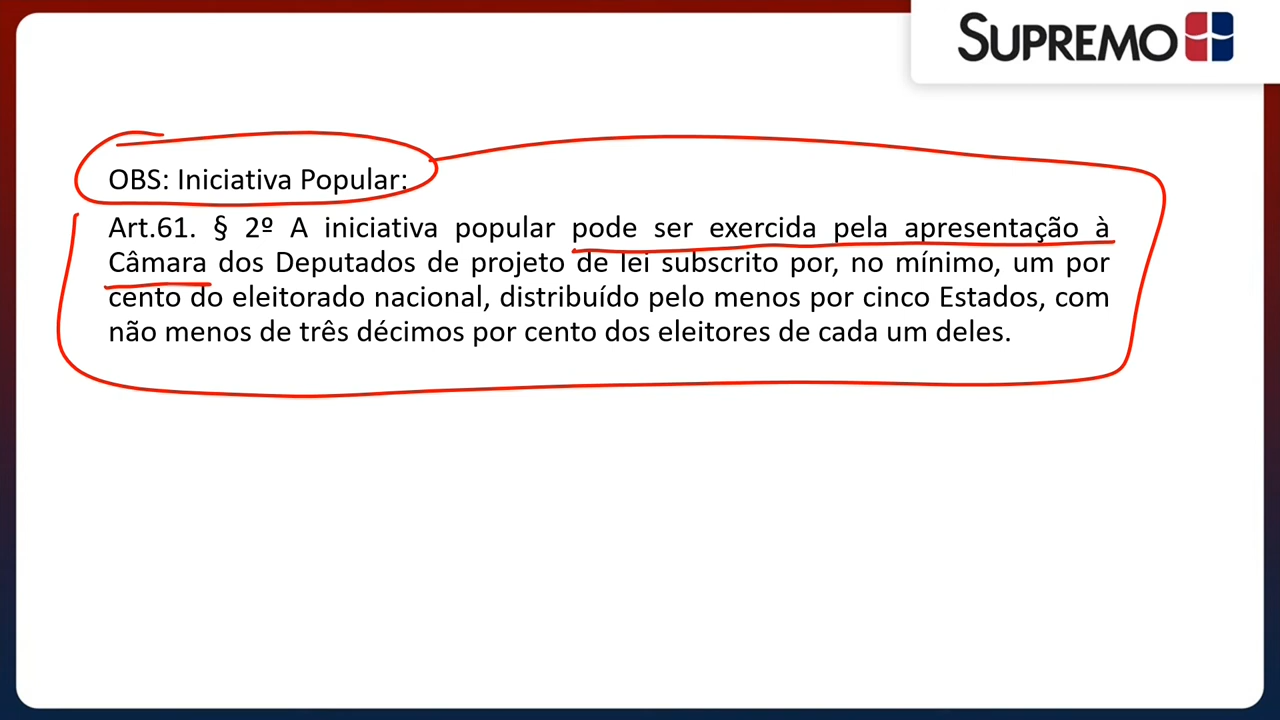 SUPREMO
OBS: Iniciativa Popular:
Art.61. § 2º A iniciativa popular pode ser exercida pela apresentação à
Câmara dos Deputados de projeto de lei subscrito por, no mínimo, um por
cento do eleitorado nacional, distribuído pelo menos por cinco Estados, com
não menos de três décimos por cento dos eleitores de cada um deles.